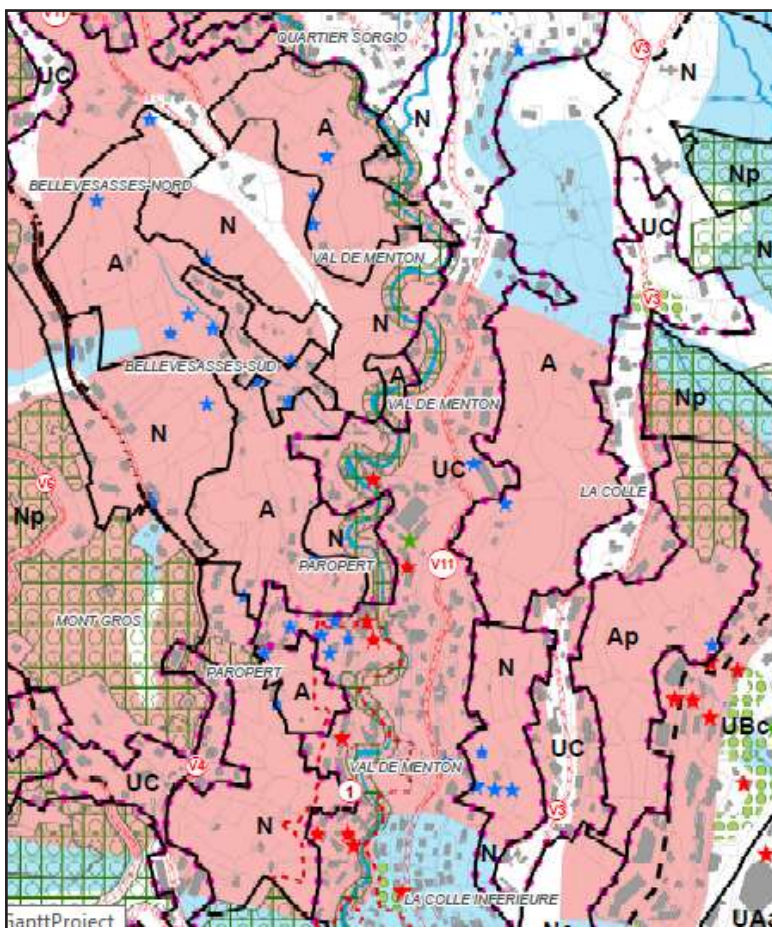 V11
QUARTIER SORGIO
V3
UC
N
N
A
Np
BELLEVESASSES-NORD
N
UC
N
A
VAL DE MENTON
V3
N
BELLEVESASSES-SUD
A
A
Np
VAL DE MENTON
N
UC
V6
LA COLLE
Np
A
N
PAROPERT
V11
MONT GROS
Ap
PAROPERT
N
A
UBc
UC
VAL DE MENTON
V4
UC
1
V3
N
N
LA COLLE INFERIEURE
GanttProject